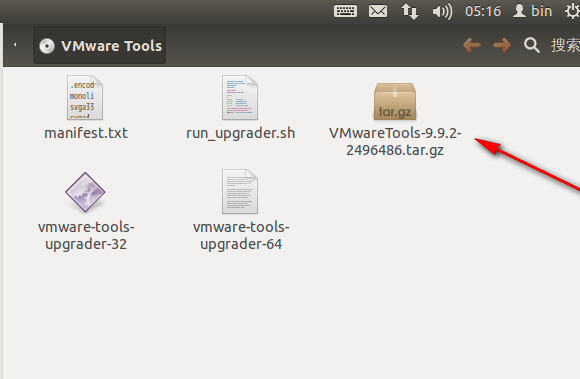 05:16 bin
VMware Tools
搜索
.encod
monoli
svga33
manifest.txt
run_upgrader.sh
tar.gz
VMwareTools-9.9.2-
2496486.tar.gz
vmware-tools-
upgrader-32
vmware-tools-
upgrader-64